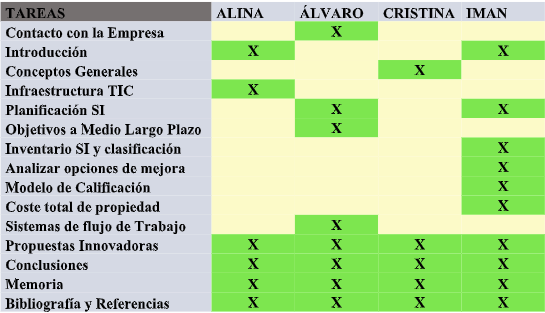 TAREAS ALINA ÁLVARO CRISTINA IMAN
Contacto con la Empresa X
Introducción X X
Conceptos Generales X
Infraestructura TIC X
Planificación SI X X
Objetivos a Medio Largo Plazo X
Inventario SI y clasificación X
Analizar opciones de mejora X
Modelo de Calificación X
Coste total de propiedad X
Sistemas de flujo de Trabajo X
Propuestas Innovadoras X X X X
Conclusiones X X X X
Memoria X X X X
Bibliografía y Referencias X X X X